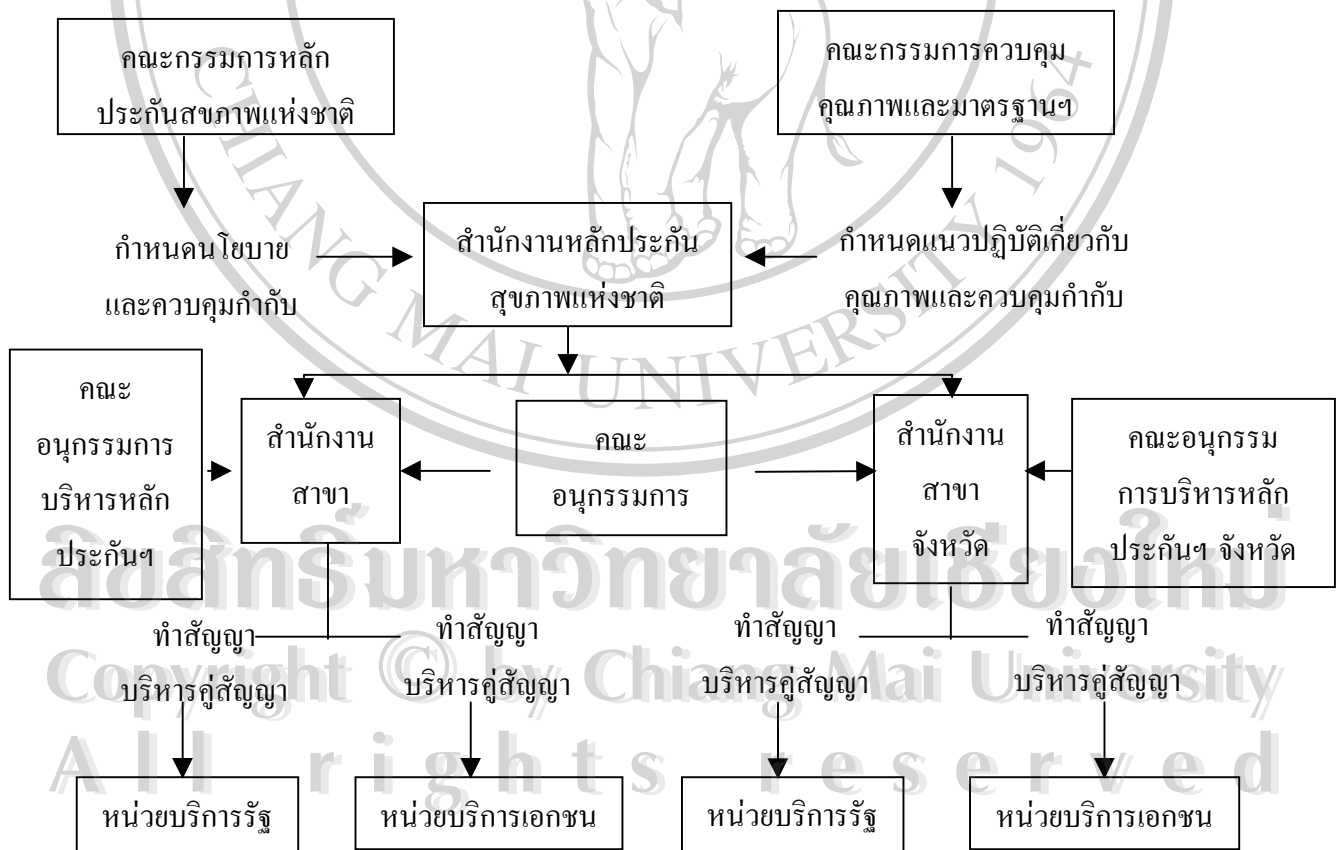 คณะกรรมการหลัก
ประกันสขภาพแห่งชาติ
คณะกรรมการควบคุม
คุณภาพและมาตรฐานฯ
กำหนดนโยบาย
และควบคุมกำกับ
สำนักงานหลักประกัน
สุขภาพแห่งชาติ
กำหนดแนวปฏิบัติเกี่ยวกับ
คุณภาพและควบคุมกำกับ
คณะ
อนุกรรมการ
บริหารหลัก
ประกันฯ
สำนักงาน
สาขา
คณะ
อนุกรรมการ
สำนักงาน
สาขา
จังหวัด
คณะอนุกรรม
การบริหารหลัก
ประกันฯ จังหวัด
ทำสัญญา
บริหารคู่สัญญา
ทำสัญญา
บริหารคู่สัญญา
ทำสัญญา
บริหารคู่สัญญา
ทำสัญญา
บริหารคู่สัญญา
หน่วยบริการรัฐ
หน่วยบริการเอกชน
หน่วยบริการรัฐ
หน่วยบริการเอกชน
CHIANG MAI UNIVERSITY 1964
ลิขสิทธิ์มหาวิทยาลัยเชียงใหม่
Copyright © by Chiang Mai University
All rights reserved